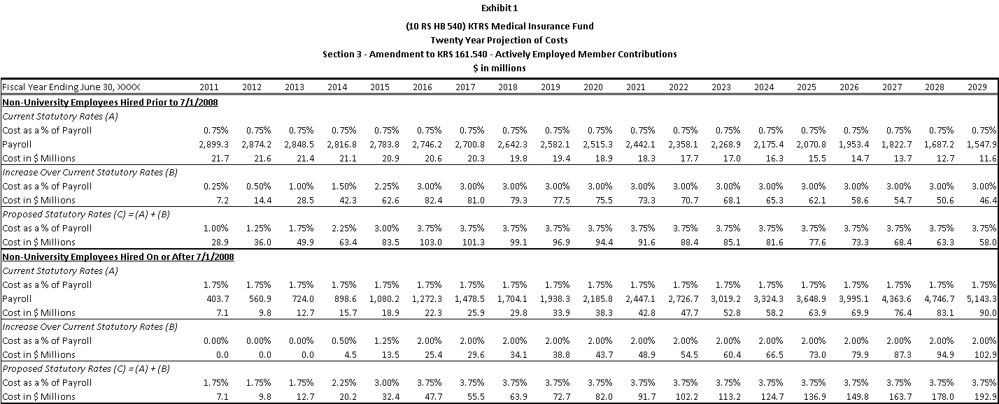 Exhibit 1
(10 RS HB 540) KTRS Medical Insurance Fund
Twenty Year Projection of Costs
Section 3 - Amendment to KRS 161.540 - Actively Employed Member Contributions
$ in millions
Fiscal Year Ending June 30, XXXX 2011 2012 2013 2014 2015 2016 2017 2018 2019 2020 2021 2022 2023 2024 2025 2026 2027 2028 2029
Non-University Employees Hired Prior to 7/1/2008
Current Statutory Rates (A)
Cost as a % of Payroll 0.75% 0.75% 0.75% 0.75% 0.75% 0.75% 0.75% 0.75% 0.75% 0.75% 0.75% 0.75% 0.75% 0.75% 0.75% 0.75% 0.75% 0.75% 0.75%
Payroll 2,899.3 2,874.2 2,848.5 2,816.8 2,783.8 2,746.2 2,700.8 2,642.3 2,582.1 2,515.3 2,442.1 2,358.1 2,268.9 2,175.4 2,070.8 1,953.4 1,822.7 1,687.2 1,547.9
Cost in $ Millions 21.7 21.6 21.4 21.1 20.9 20.6 20.3 19.8 19.4 18.9 18.3 17.7 17.0 16.3 15.5 14.7 13.7 12.7 11.6
Increase Over Current Statutory Rates (B)
Cost as a % of Payroll 0.25% 0.50% 1.00% 1.50% 2.25% 3.00% 3.00% 3.00% 3.00% 3.00% 3.00% 3.00% 3.00% 3.00% 3.00% 3.00% 3.00% 3.00% 3.00%
Cost in $ Millions 7.2 14.4 28.5 42.3 62.6 82.4 81.0 79.3 77.5 75.5 73.3 70.7 68.1 65.3 62.1 58.6 54.7 50.6 46.4
Proposed Statutory Rates (C) = (A) + (B)
Cost as a % of Payroll 1.00% 1.25% 1.75% 2.25% 3.00% 3.75% 3.75% 3.75% 3.75% 3.75% 3.75% 3.75% 3.75% 3.75% 3.75% 3.75% 3.75% 3.75% 3.75%
Cost in $ Millions 28.9 36.0 49.9 63.4 83.5 103.0 101.3 99.1 96.9 94.4 91.6 88.4 85.1 81.6 77.6 73.3 68.4 63.3 58.0
Non-University Employees Hired On or After 7/1/2008
Current Statutory Rates (A)
Cost as a % of Payroll 1.75% 1.75% 1.75% 1.75% 1.75% 1.75% 1.75% 1.75% 1.75% 1.75% 1.75% 1.75% 1.75% 1.75% 1.75% 1.75% 1.75% 1.75% 1.75%
Payroll 403.7 560.9 724.0 898.6 1,080.2 1,272.3 1,478.5 1,704.1 1,938.3 2,185.8 2,447.1 2,726.7 3,019.2 3,324.3 3,648.9 3,995.1 4,363.6 4,746.7 5,143.3
Cost in $ Millions 7.1 9.8 12.7 15.7 18.9 22.3 25.9 29.8 33.9 38.3 42.8 47.7 52.8 58.2 63.9 69.9 76.4 83.1 90.0
Increase Over Current Statutory Rates (B)
Cost as a % of Payroll 0.00% 0.00% 0.00% 0.50% 1.25% 2.00% 2.00% 2.00% 2.00% 2.00% 2.00% 2.00% 2.00% 2.00% 2.00% 2.00% 2.00% 2.00% 2.00%
Cost in $ Millions 0.0 0.0 0.0 4.5 13.5 25.4 29.6 34.1 38.8 43.7 48.9 54.5 60.4 66.5 73.0 79.9 87.3 94.9 102.9
Proposed Statutory Rates (C) = (A) + (B)
Cost as a % of Payroll 1.75% 1.75% 1.75% 2.25% 3.00% 3.75% 3.75% 3.75% 3.75% 3.75% 3.75% 3.75% 3.75% 3.75% 3.75% 3.75% 3.75% 3.75% 3.75%
Cost in $ Millions 7.1 9.8 12.7 20.2 32.4 47.7 55.5 63.9 72.7 82.0 91.7 102.2 113.2 124.7 136.9 149.8 163.7 178.0 192.9